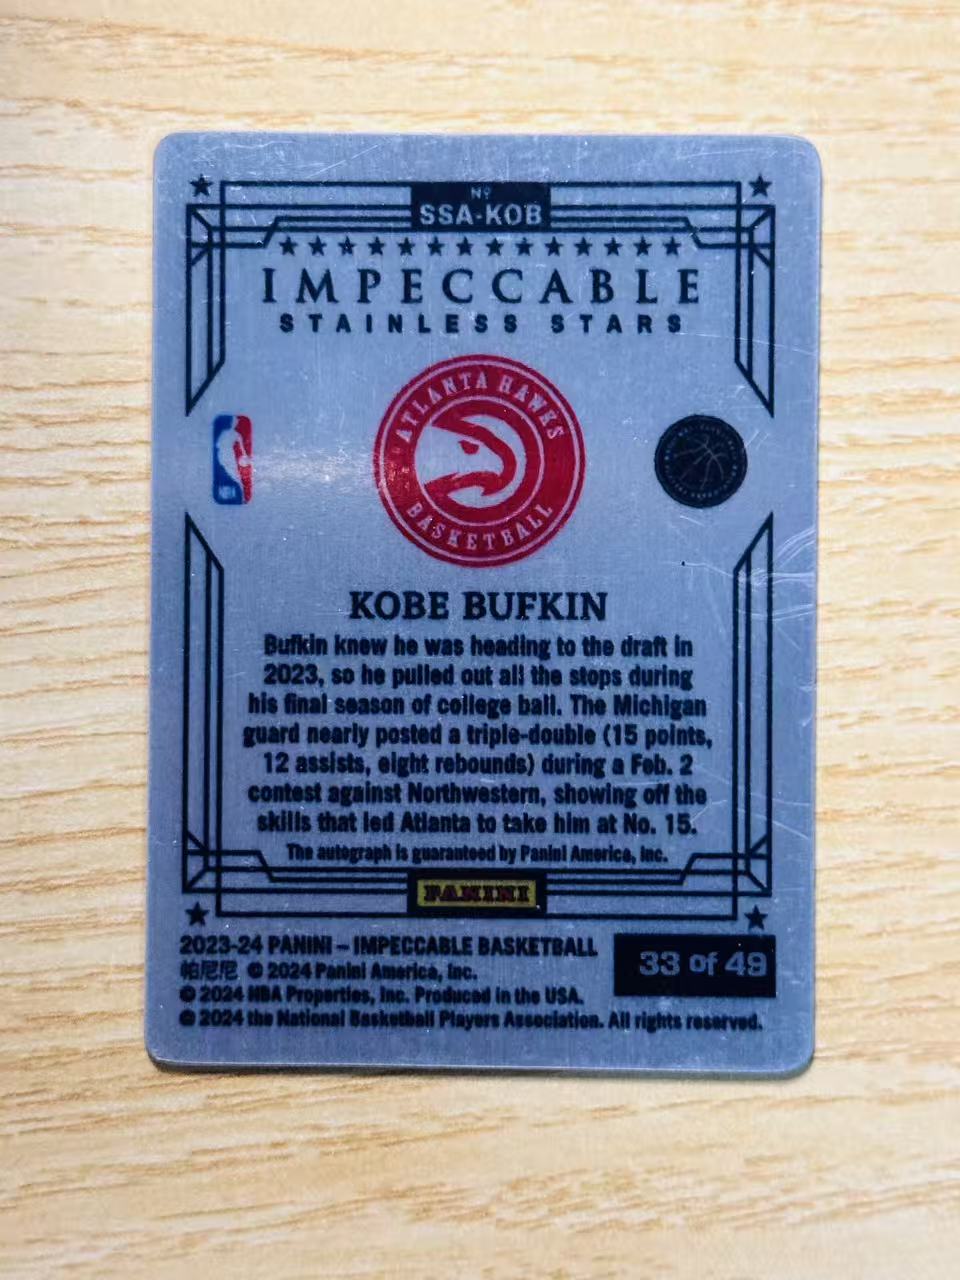 Nº
SSA-KOB
IMPECCABLE
STAINLESS STARS
ATLANTA HAWKS
BASKETBALL
NBA
KOBE BUFKIN
Bufkin knew he was heading to the draft in
2023, so he pulled out all the stops during
his final season of college ball. The Michigan
guard nearly posted a triple-double (15 points,
12 assists, eight rebounds) during a Feb. 2
contest against Northwestern, showing off the
skills that led Atlanta to take him at No. 15.
The autograph is guaranteed by Panini America, Inc.
PANINI
2023-24 PANINI – IMPECCABLE BASKETBALL
33 of 49
帕尼尼 © 2024 Panini America, Inc.
© 2024 NBA Properties, Inc. Produced in the USA.
© 2024 the National Basketball Players Association. All rights reserved.